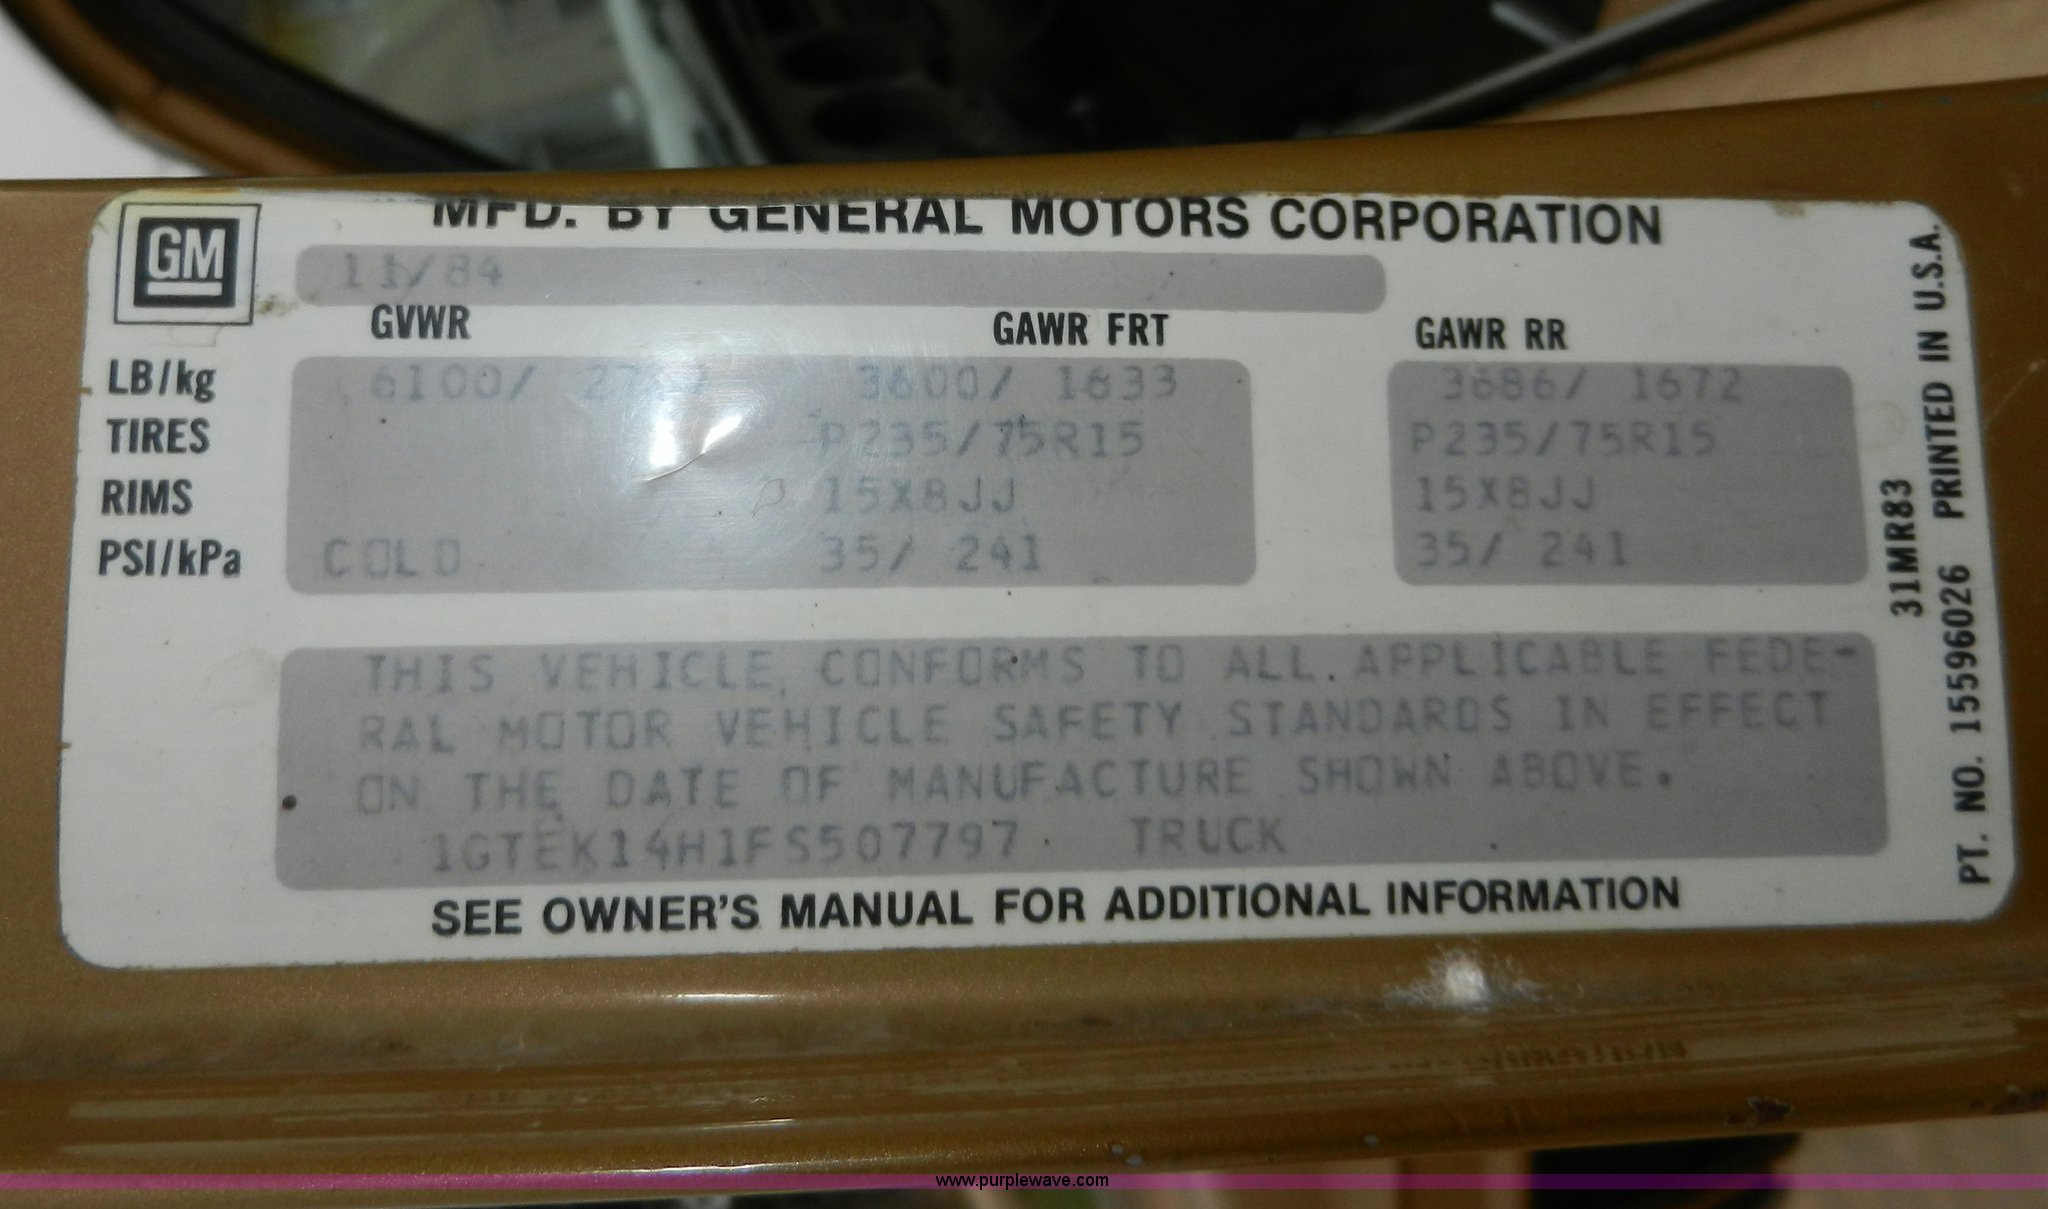 GM
MFD. BY GENERAL MOTORS CORPORATION
11/84
GVWR GAWR FRT GAWR RR
LB/kg 6100/ 3600/ 1633 3686/ 1672
TIRES P235/75R15 P235/75R15
RIMS 15X8JJ 15X8JJ
PSI/kPa COLD 35/ 241 35/ 241
THIS VEHICLE CONFORMS TO ALL APPLICABLE FEDE-
RAL MOTOR VEHICLE SAFETY STANDARDS IN EFFECT
ON THE DATE OF MANUFACTURE SHOWN ABOVE.
1GTEK14H1FS507797 TRUCK
SEE OWNER'S MANUAL FOR ADDITIONAL INFORMATION
31MR83
PT. NO. 15596026 PRINTED IN U.S.A.
www.purplewave.com